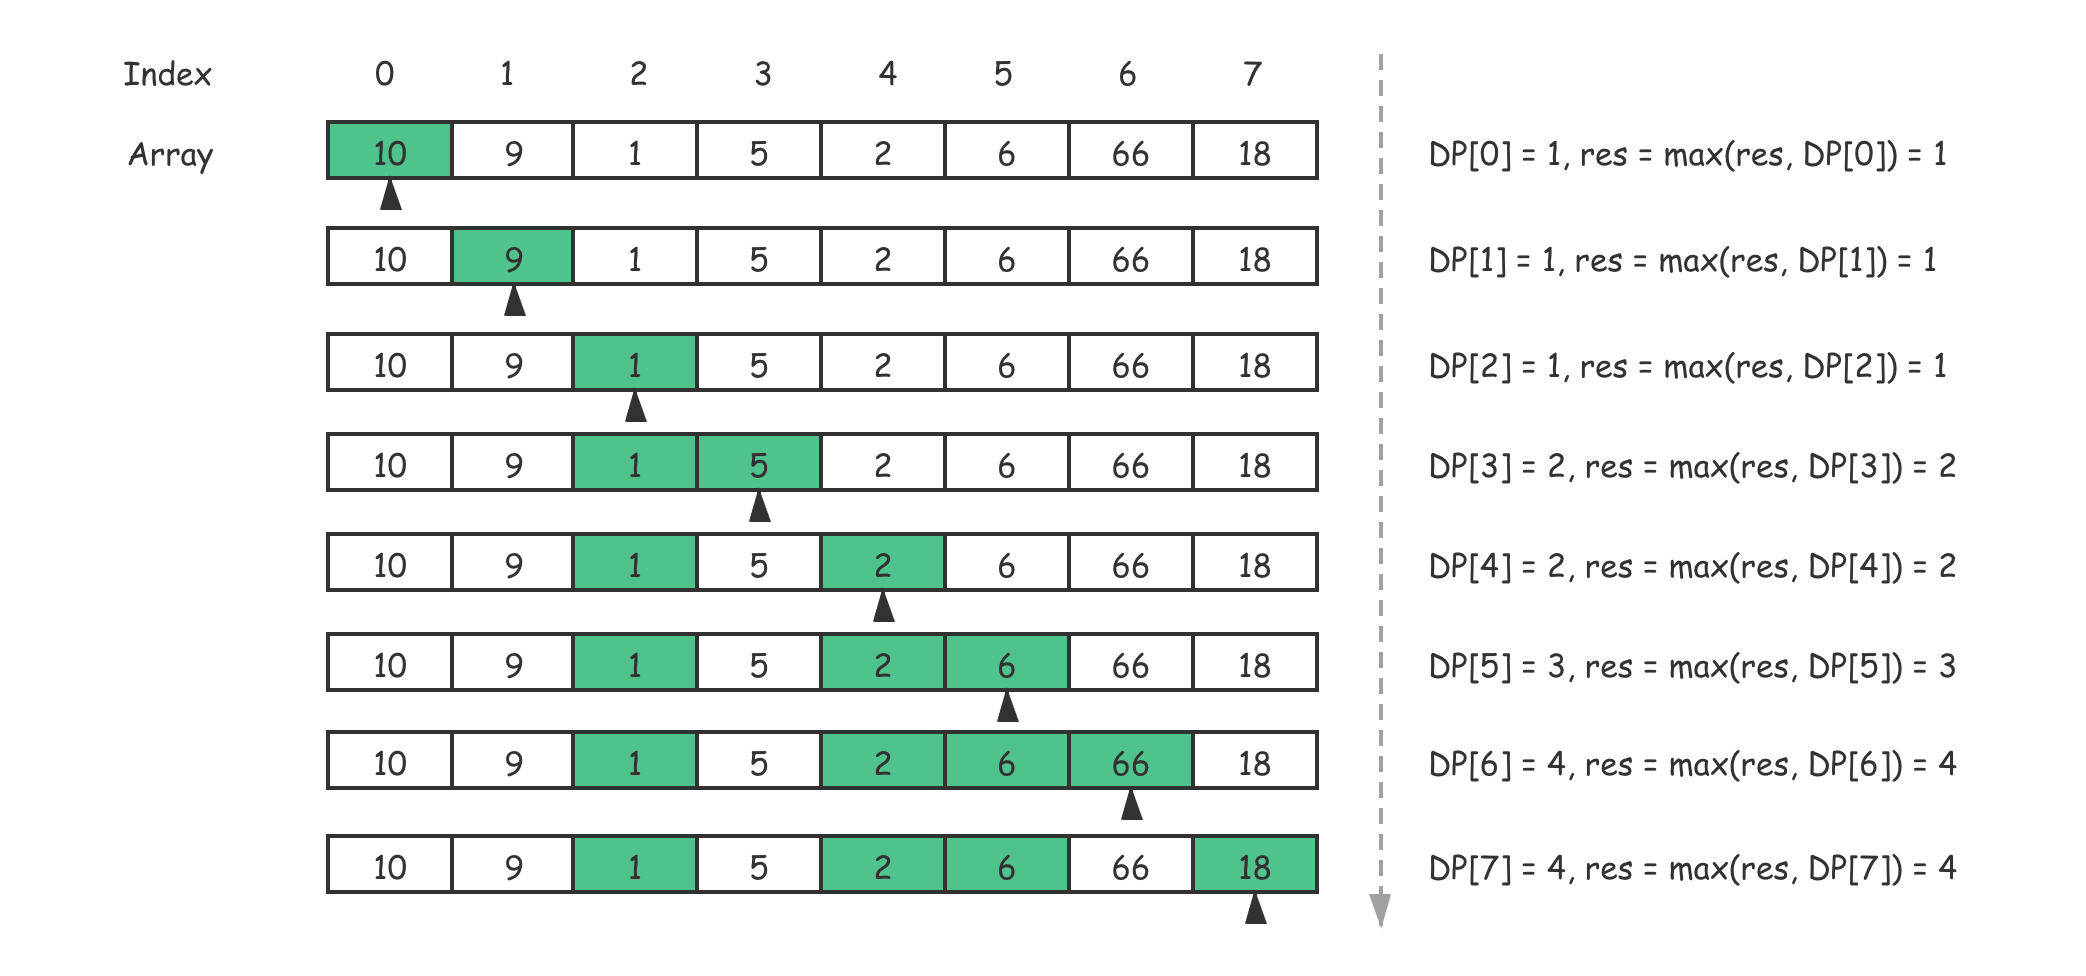 Index 0 1 2 3 4 5 6 7
Array 10 9 1 5 2 6 66 18 DP[0] = 1, res = max(res, DP[0]) = 1
10 9 1 5 2 6 66 18 DP[1] = 1, res = max(res, DP[1]) = 1
10 9 1 5 2 6 66 18 DP[2] = 1, res = max(res, DP[2]) = 1
10 9 1 5 2 6 66 18 DP[3] = 2, res = max(res, DP[3]) = 2
10 9 1 5 2 6 66 18 DP[4] = 2, res = max(res, DP[4]) = 2
10 9 1 5 2 6 66 18 DP[5] = 3, res = max(res, DP[5]) = 3
10 9 1 5 2 6 66 18 DP[6] = 4, res = max(res, DP[6]) = 4
10 9 1 5 2 6 66 18 DP[7] = 4, res = max(res, DP[7]) = 4